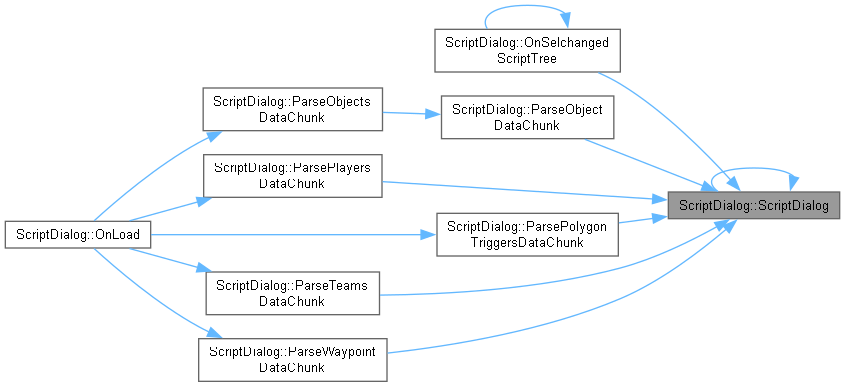 ScriptDialog::OnSelchanged
ScriptTree
ScriptDialog::ParseObjects
DataChunk
ScriptDialog::ParseObject
DataChunk
ScriptDialog::ParsePlayers
DataChunk
ScriptDialog::ScriptDialog
ScriptDialog::OnLoad
ScriptDialog::ParsePolygon
TriggersDataChunk
ScriptDialog::ParseTeams
DataChunk
ScriptDialog::ParseWaypoint
DataChunk